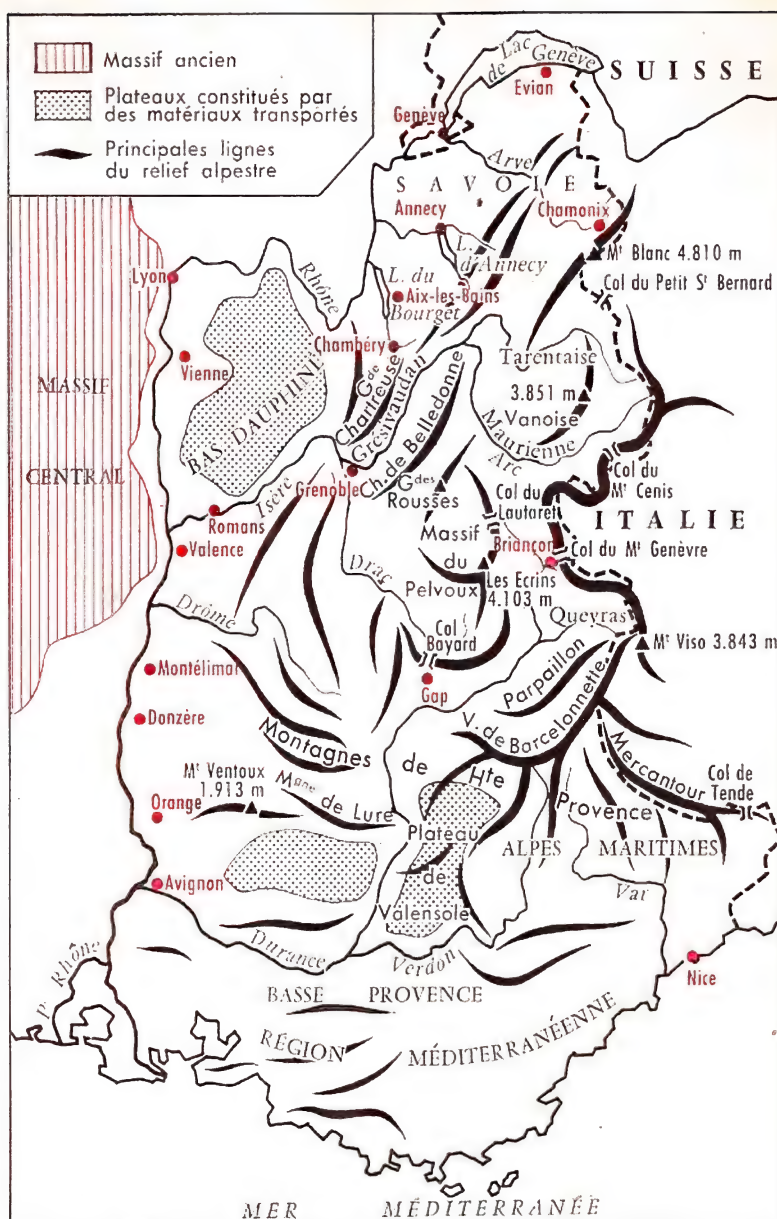 Massif ancien
Plateaux constitués par
des matériaux transportés
Principales lignes
du relief alpestre
Lac
de Genève
SUISSE
Evian
Genève
Arve
SAVOIE
Annecy
Chamonix
L.
d'Annecy
Mt Blanc 4.810 m
Col du Petit St Bernard
Lyon
Rhône
L. du
Bourget
Aix-les-Bains
Chambéry
Tarentaise
Vienne
Gde
Chartreuse
Grésivaudan
3.851 m
Vanoise
MASSIF
CENTRAL
BAS DAUPHINÉ
Ch. de Belledonne
Maurienne
Arc
Isère
Grenoble
Gdes
Rousses
Col du
Mt Cenis
Romans
Col du
Lautaret
ITALIE
Valence
Massif
du
Pelvoux
Briançon
Col du Mt Genèvre
Drac
Les Ecrins
4.103 m
Drôme
Col
Bayard
Queyras
Mt Viso 3.843 m
Montélimar
Gap
Parpaillon
V. de Barcelonnette
Donzère
Montagnes
de Hte
Provence
Mercantour
Col de
Tende
Mt Ventoux
1.913 m
Mgne de Lure
Orange
Plateau
de
Valensole
ALPES MARITIMES
Avignon
Var
Durance
Verdon
Pt Rhône
Nice
BASSE PROVENCE
RÉGION MÉDITERRANÉENNE
MER MÉDITERRANÉE